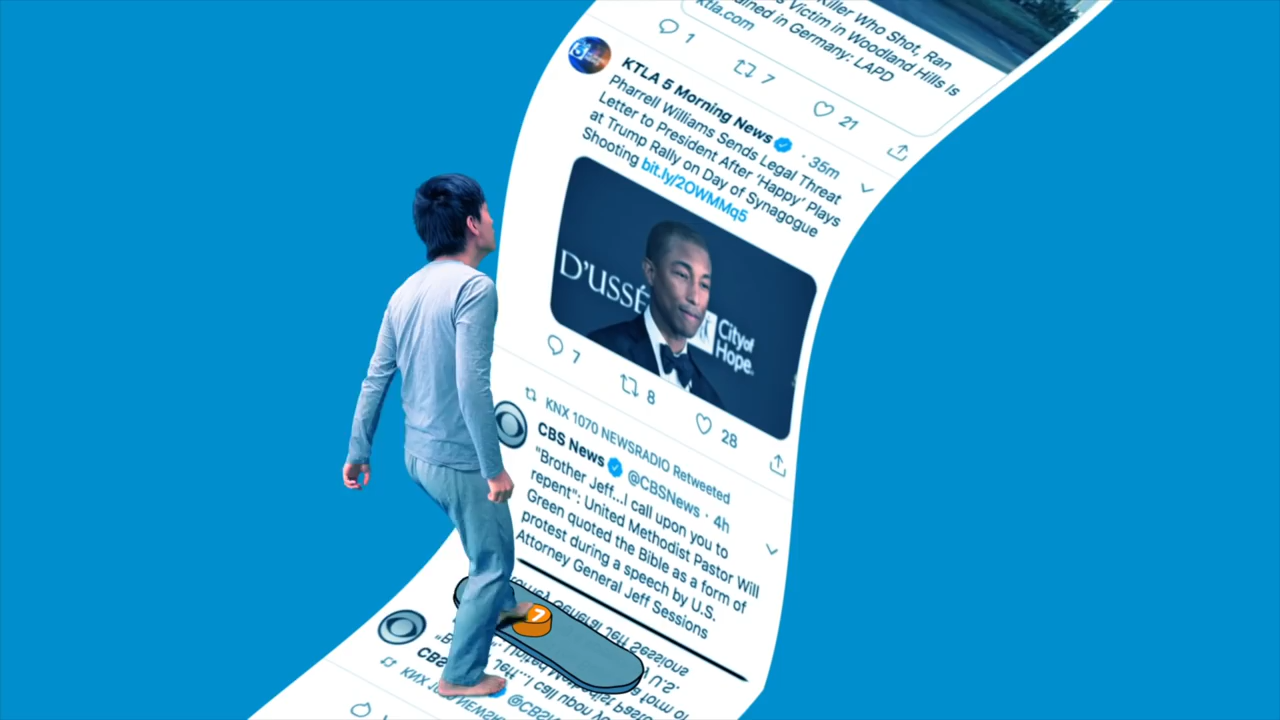 Killer Who Shot, Ran
Victim in Woodland Hills Is
ained in Germany: LAPD
ktla.com
1
7
21
KTLA 5 Morning News · 35m
Pharrell Williams Sends Legal Threat
Letter to President After 'Happy' Plays
at Trump Rally on Day of Synagogue
Shooting bit.ly/2OWMMq5
D'USSÉ
City of
Hope.
7
8
28
KNX 1070 NEWSRADIO Retweeted
CBS News @CBSNews · 4h
"Brother Jeff...I call upon you to
repent": United Methodist Pastor Will
Green quoted the Bible as a form of
protest during a speech by U.S.
Attorney General Jeff Sessions
7